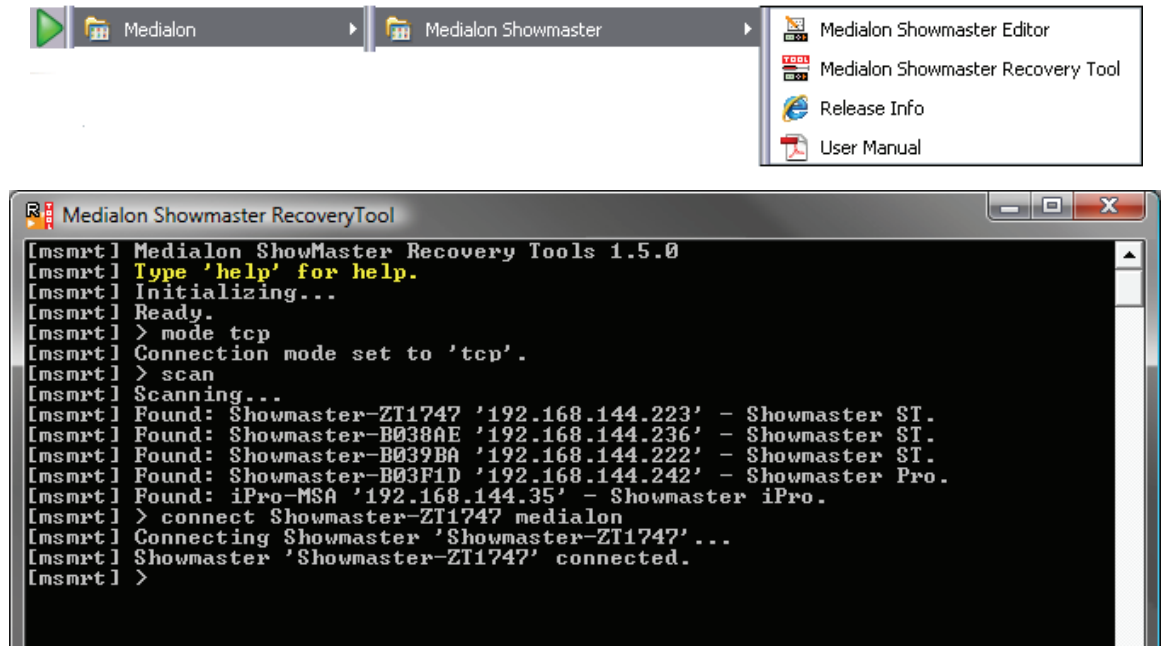 Medialon
Medialon Showmaster
Medialon Showmaster Editor
TOOL Medialon Showmaster Recovery Tool
Release Info
User Manual
R TOOL Medialon Showmaster RecoveryTool
[msmrt] Medialon ShowMaster Recovery Tools 1.5.0
[msmrt] Type 'help' for help.
[msmrt] Initializing...
[msmrt] Ready.
[msmrt] > mode tcp
[msmrt] Connection mode set to 'tcp'.
[msmrt] > scan
[msmrt] Scanning...
[msmrt] Found: Showmaster-ZT1747 '192.168.144.223' - Showmaster ST.
[msmrt] Found: Showmaster-B038AE '192.168.144.236' - Showmaster ST.
[msmrt] Found: Showmaster-B039BA '192.168.144.222' - Showmaster ST.
[msmrt] Found: Showmaster-B03F1D '192.168.144.242' - Showmaster Pro.
[msmrt] Found: iPro-MSA '192.168.144.35' - Showmaster iPro.
[msmrt] > connect Showmaster-ZT1747 medialon
[msmrt] Connecting Showmaster 'Showmaster-ZT1747'...
[msmrt] Showmaster 'Showmaster-ZT1747' connected.
[msmrt] >